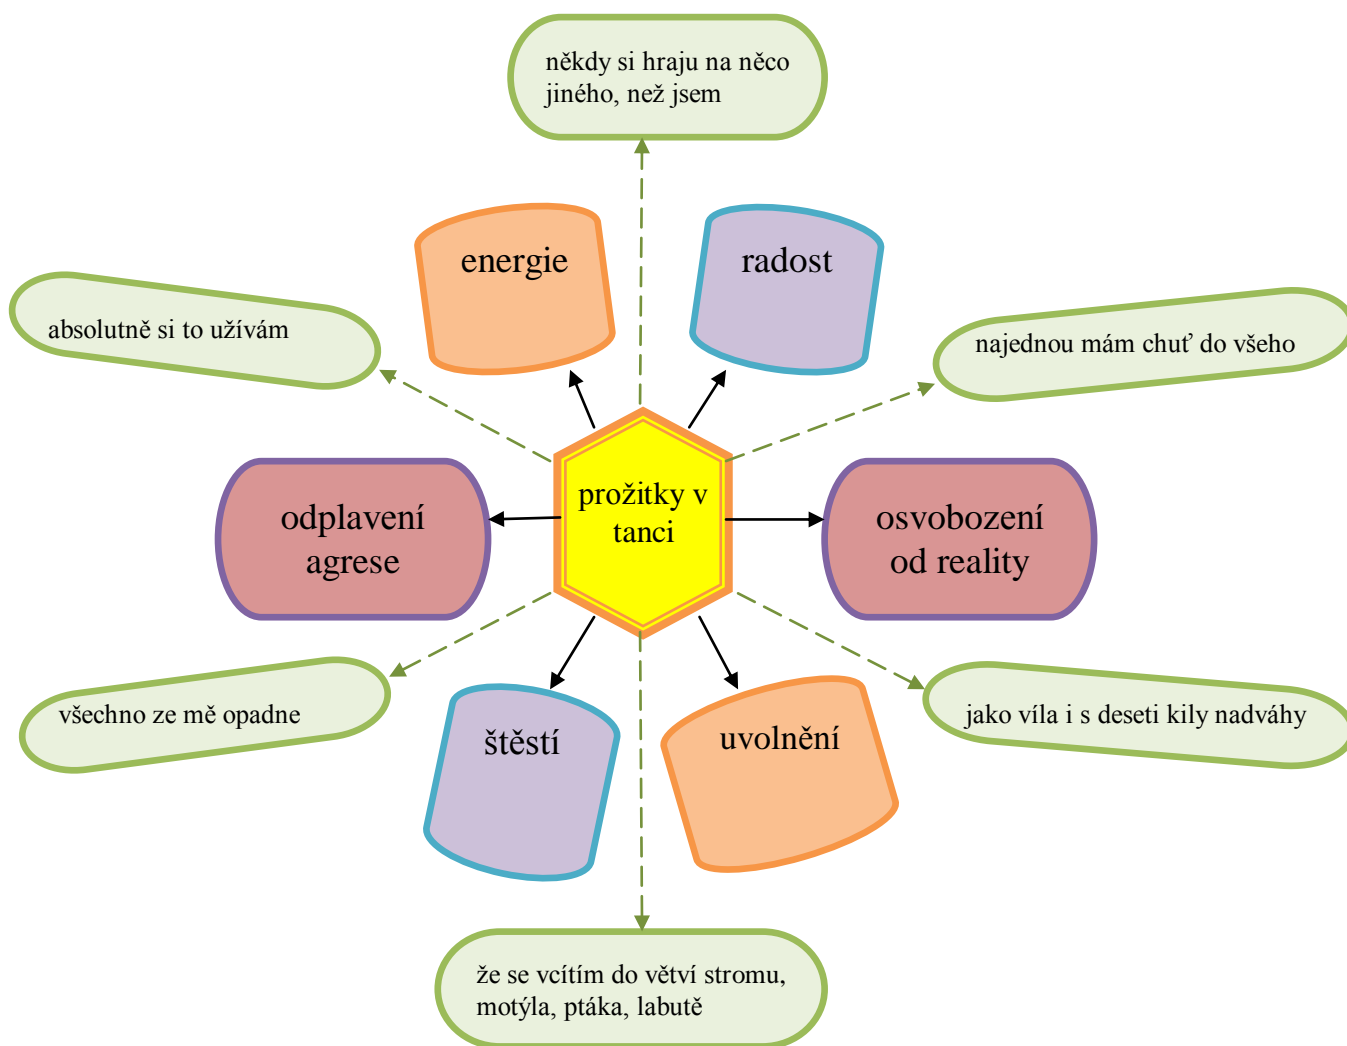 někdy si hraju na něco
jiného, než jsem
energie
radost
absolutně si to užívám
najednou mám chuť do všeho
prožitky v
tanci
odplavení
agrese
osvobození
od reality
všechno ze mě opadne
štěstí
uvolnění
jako víla i s deseti kily nadváhy
že se vcítím do větví stromu,
motýla, ptáka, labutě